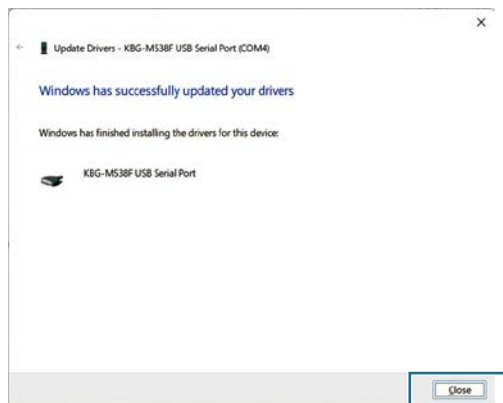 Update Drivers - KBG-M538F USB Serial Port (COM4)
Windows has successfully updated your drivers
Windows has finished installing the drivers for this device:
KBG-M538F USB Serial Port
Close